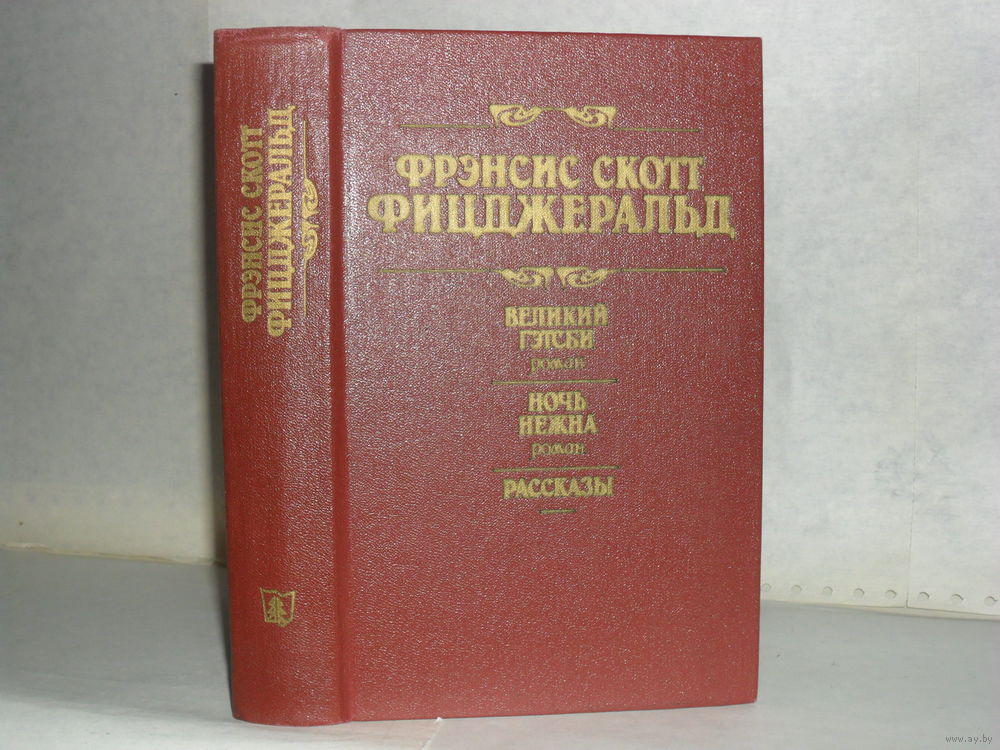 ФРЭНСИС СКОТТ
ФИЦДЖЕРАЛЬД
ФРЭНСИС СКОТТ
ФИЦДЖЕРАЛЬД
ВЕЛИКИЙ
ГЭТСБИ
роман
НОЧЬ
НЕЖНА
роман
РАССКАЗЫ
www.ay.by